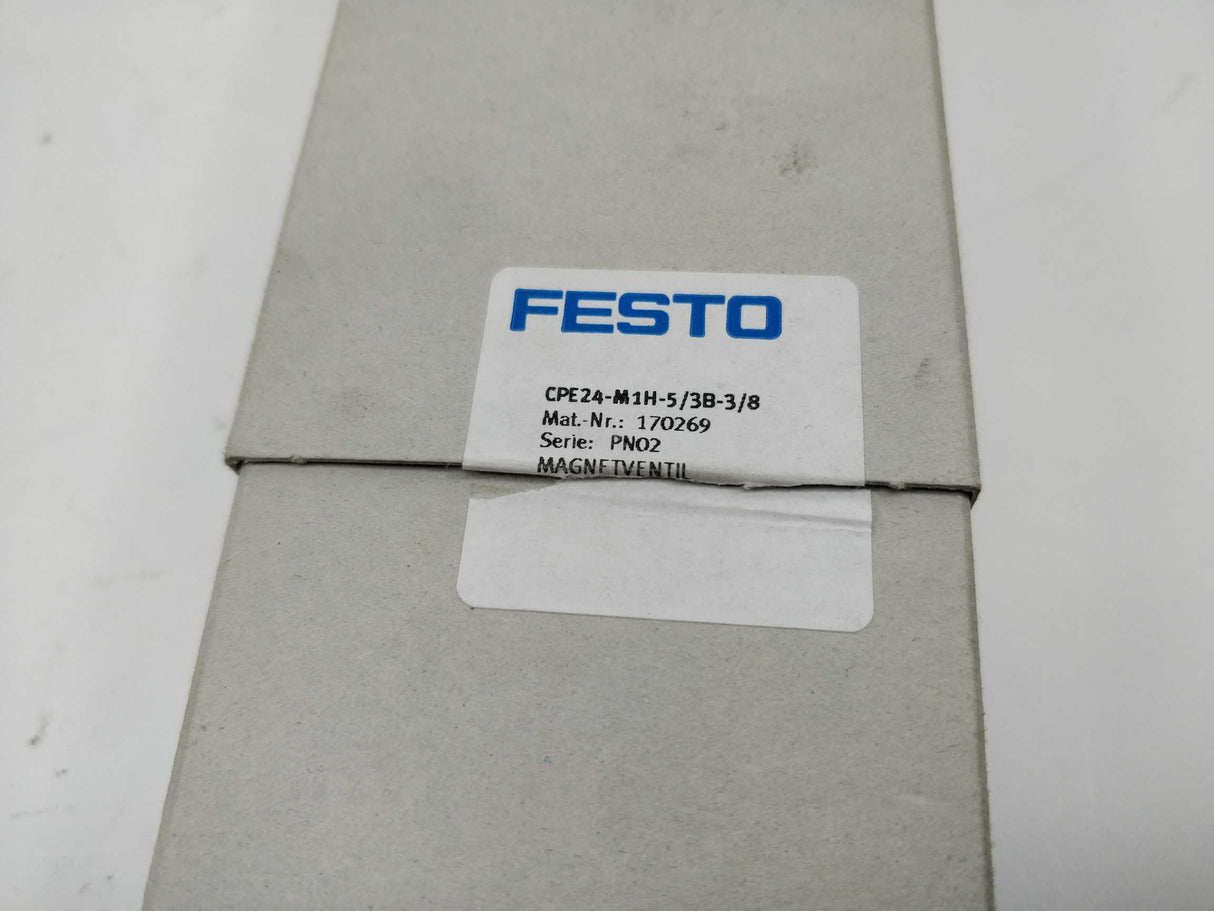 FESTO
CPE24-M1H-5/3B-3/8
Mat.-Nr.: 170269
Serie: PN02
MAGNETVENTIL